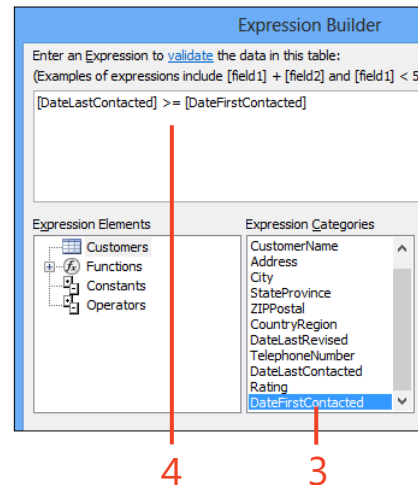 Expression Builder
Enter an Expression to validate the data in this table:
(Examples of expressions include [field1] + [field2] and [field1] < 5
[DateLastContacted] >= [DateFirstContacted]
Expression Elements
Customers
Functions
Constants
Operators
Expression Categories
CustomerName
Address
City
StateProvince
ZIPPostal
CountryRegion
DateLastRevised
TelephoneNumber
DateLastContacted
Rating
DateFirstContacted
4
3